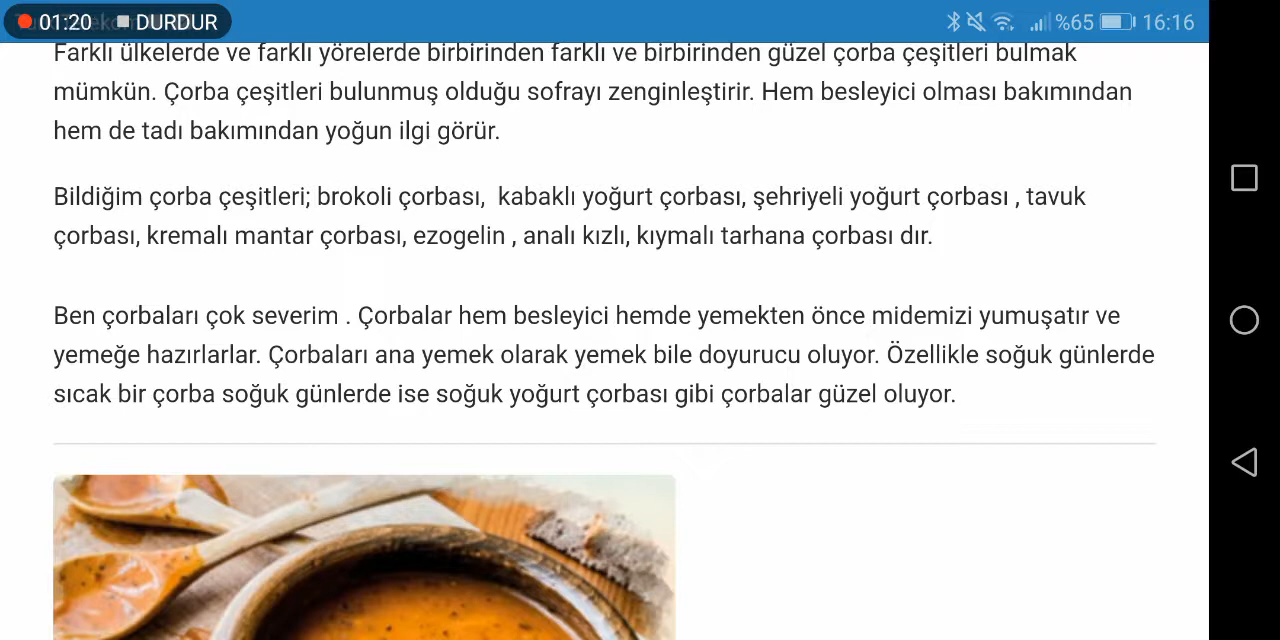 01:20 DURDUR %65 16:16
Farklı ülkelerde ve farklı yörelerde birbirinden farklı ve birbirinden güzel çorba çeşitleri bulmak
mümkün. Çorba çeşitleri bulunmuş olduğu sofrayı zenginleştirir. Hem besleyici olması bakımından
hem de tadı bakımından yoğun ilgi görür.
Bildiğim çorba çeşitleri; brokoli çorbası,  kabaklı yoğurt çorbası, şehriyeli yoğurt çorbası , tavuk
çorbası, kremalı mantar çorbası, ezogelin , analı kızlı, kıymalı tarhana çorbası dır.
Ben çorbaları çok severim . Çorbalar hem besleyici hemde yemekten önce midemizi yumuşatır ve
yemeğe hazırlarlar. Çorbaları ana yemek olarak yemek bile doyurucu oluyor. Özellikle soğuk günlerde
sıcak bir çorba soğuk günlerde ise soğuk yoğurt çorbası gibi çorbalar güzel oluyor.